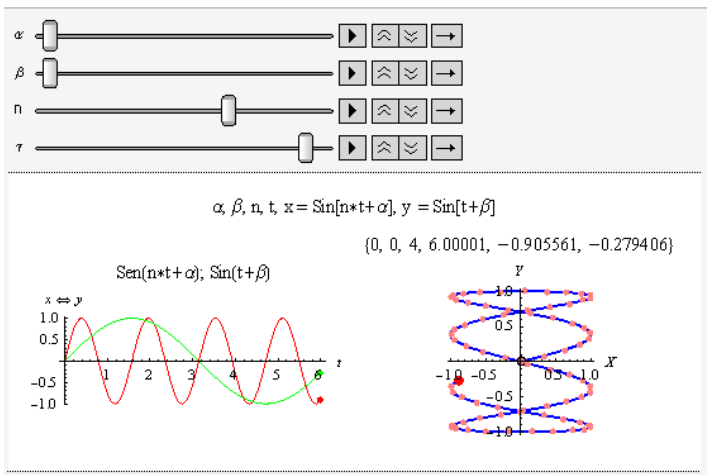 α
β
n
τ
α, β, n, t, x = Sin[n*t+α], y = Sin[t+β]
{0, 0, 4, 6.00001, −0.905561, −0.279406}
Sen(n*t+α); Sin(t+β)
x ⇔ y
1.0
0.5
−0.5
−1.0
1 2 3 4 5 6 t
Y
1.0
0.5
−1.0 −0.5 0.5 1.0 X
−0.5
−1.0